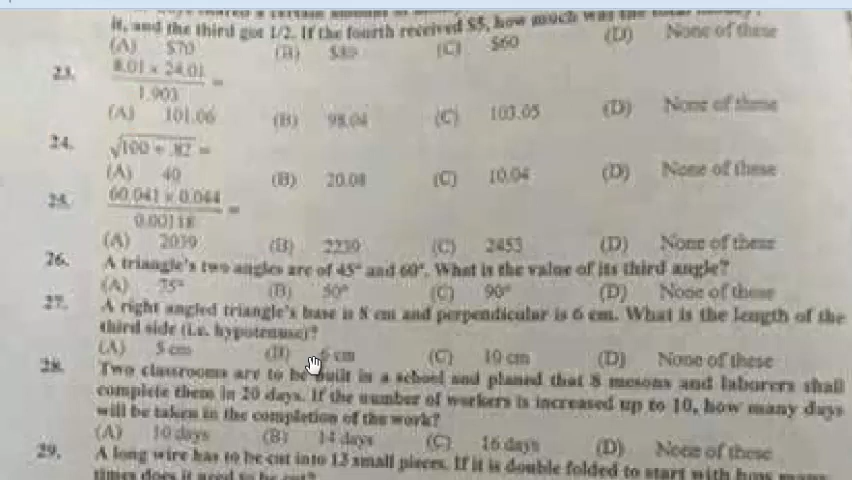 it, and the third got 1/2. If the fourth received $5, how much was the
(A) $70 (B) $80 (C) $60 (D) None of these
23. 8.01 × 24.01
1.903 =
(A) 101.06 (B) 98.04 (C) 103.05 (D) None of these
24. √100 + .82 =
(A) 40 (B) 20.08 (C) 10.04 (D) None of these
25. 60.041 × 0.044
0.00118 =
(A) 2039 (B) 2239 (C) 2453 (D) None of these
26. A triangle's two angles are of 45° and 60°. What is the value of its third angle?
(A) 75° (B) 50° (C) 90° (D) None of these
27. A right angled triangle's base is 8 cm and perpendicular is 6 cm. What is the length of the
third side (i.e. hypotenuse)?
(A) 5 cm (B) 6 cm (C) 10 cm (D) None of these
28. Two classrooms are to be built in a school and planed that 8 mesons and laborers shall
complete them in 20 days. If the number of workers is increased up to 10, how many days
will be taken in the completion of the work?
(A) 10 days (B) 14 days (C) 16 days (D) None of these
29. A long wire has to be cut into 13 small pieces. If it is double folded to start with how many
times does it need to be cut?